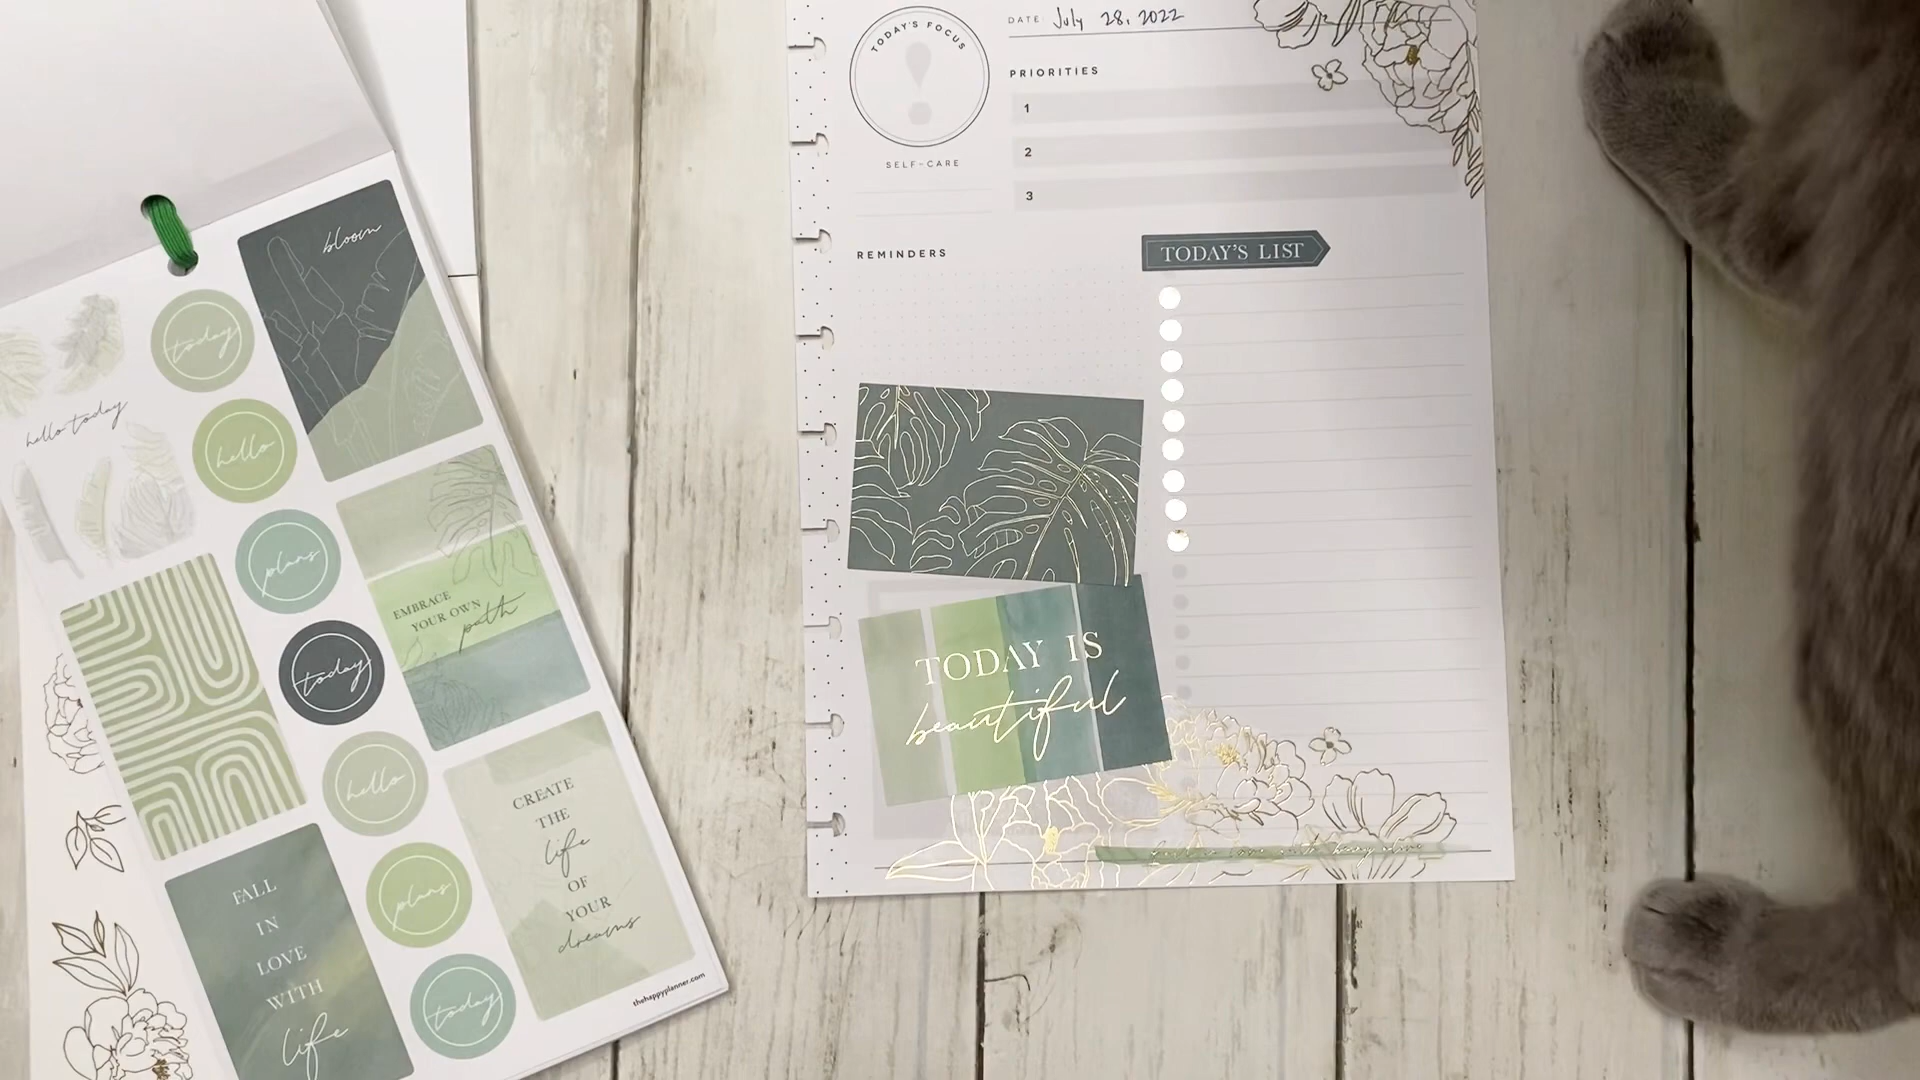 bloom
today
hello today
hello
plans
EMBRACE
YOUR OWN
path
today
hello
CREATE
THE
life
OF
YOUR
dreams
plans
FALL
IN
LOVE
WITH
life
today
thehappyplanner.com
TODAY'S FOCUS
SELF-CARE
DATE: July 28, 2022
PRIORITIES
1
2
3
REMINDERS
TODAY'S LIST
TODAY IS
beautiful